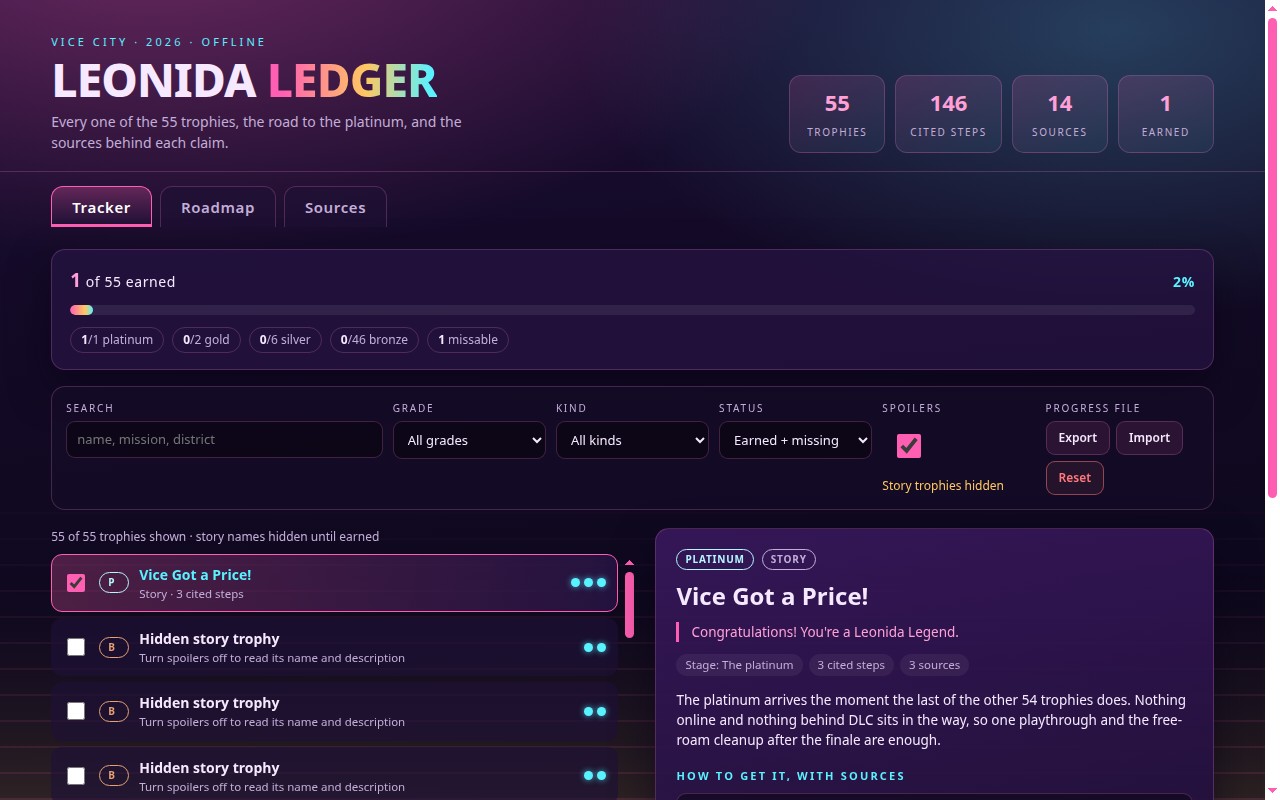 VICE CITY · 2026 · OFFLINE
LEONIDA LEDGER
Every one of the 55 trophies, the road to the platinum, and the
sources behind each claim.
55
TROPHIES
146
CITED STEPS
14
SOURCES
1
EARNED
Tracker
Roadmap
Sources
1 of 55 earned
2%
1/1 platinum
0/2 gold
0/6 silver
0/46 bronze
1 missable
SEARCH
name, mission, district
GRADE
All grades
KIND
All kinds
STATUS
Earned + missing
SPOILERS
Story trophies hidden
PROGRESS FILE
Export
Import
Reset
55 of 55 trophies shown · story names hidden until earned
P
Vice Got a Price!
Story · 3 cited steps
B
Hidden story trophy
Turn spoilers off to read its name and description
B
Hidden story trophy
Turn spoilers off to read its name and description
B
Hidden story trophy
Turn spoilers off to read its name and description
PLATINUM
STORY
Vice Got a Price!
Congratulations! You're a Leonida Legend.
Stage: The platinum
3 cited steps
3 sources
The platinum arrives the moment the last of the other 54 trophies does. Nothing
online and nothing behind DLC sits in the way, so one playthrough and the free-
roam cleanup after the finale are enough.
HOW TO GET IT, WITH SOURCES